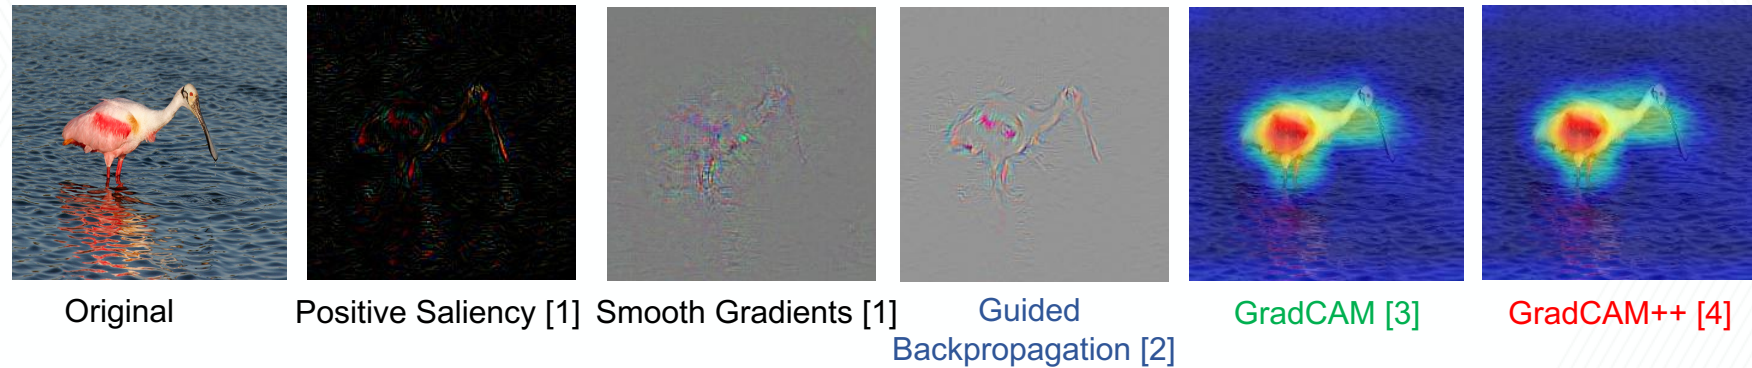 Original
Positive Saliency [1]
Smooth Gradients [1]
Guided
Backpropagation [2]
GradCAM [3]
GradCAM++ [4]